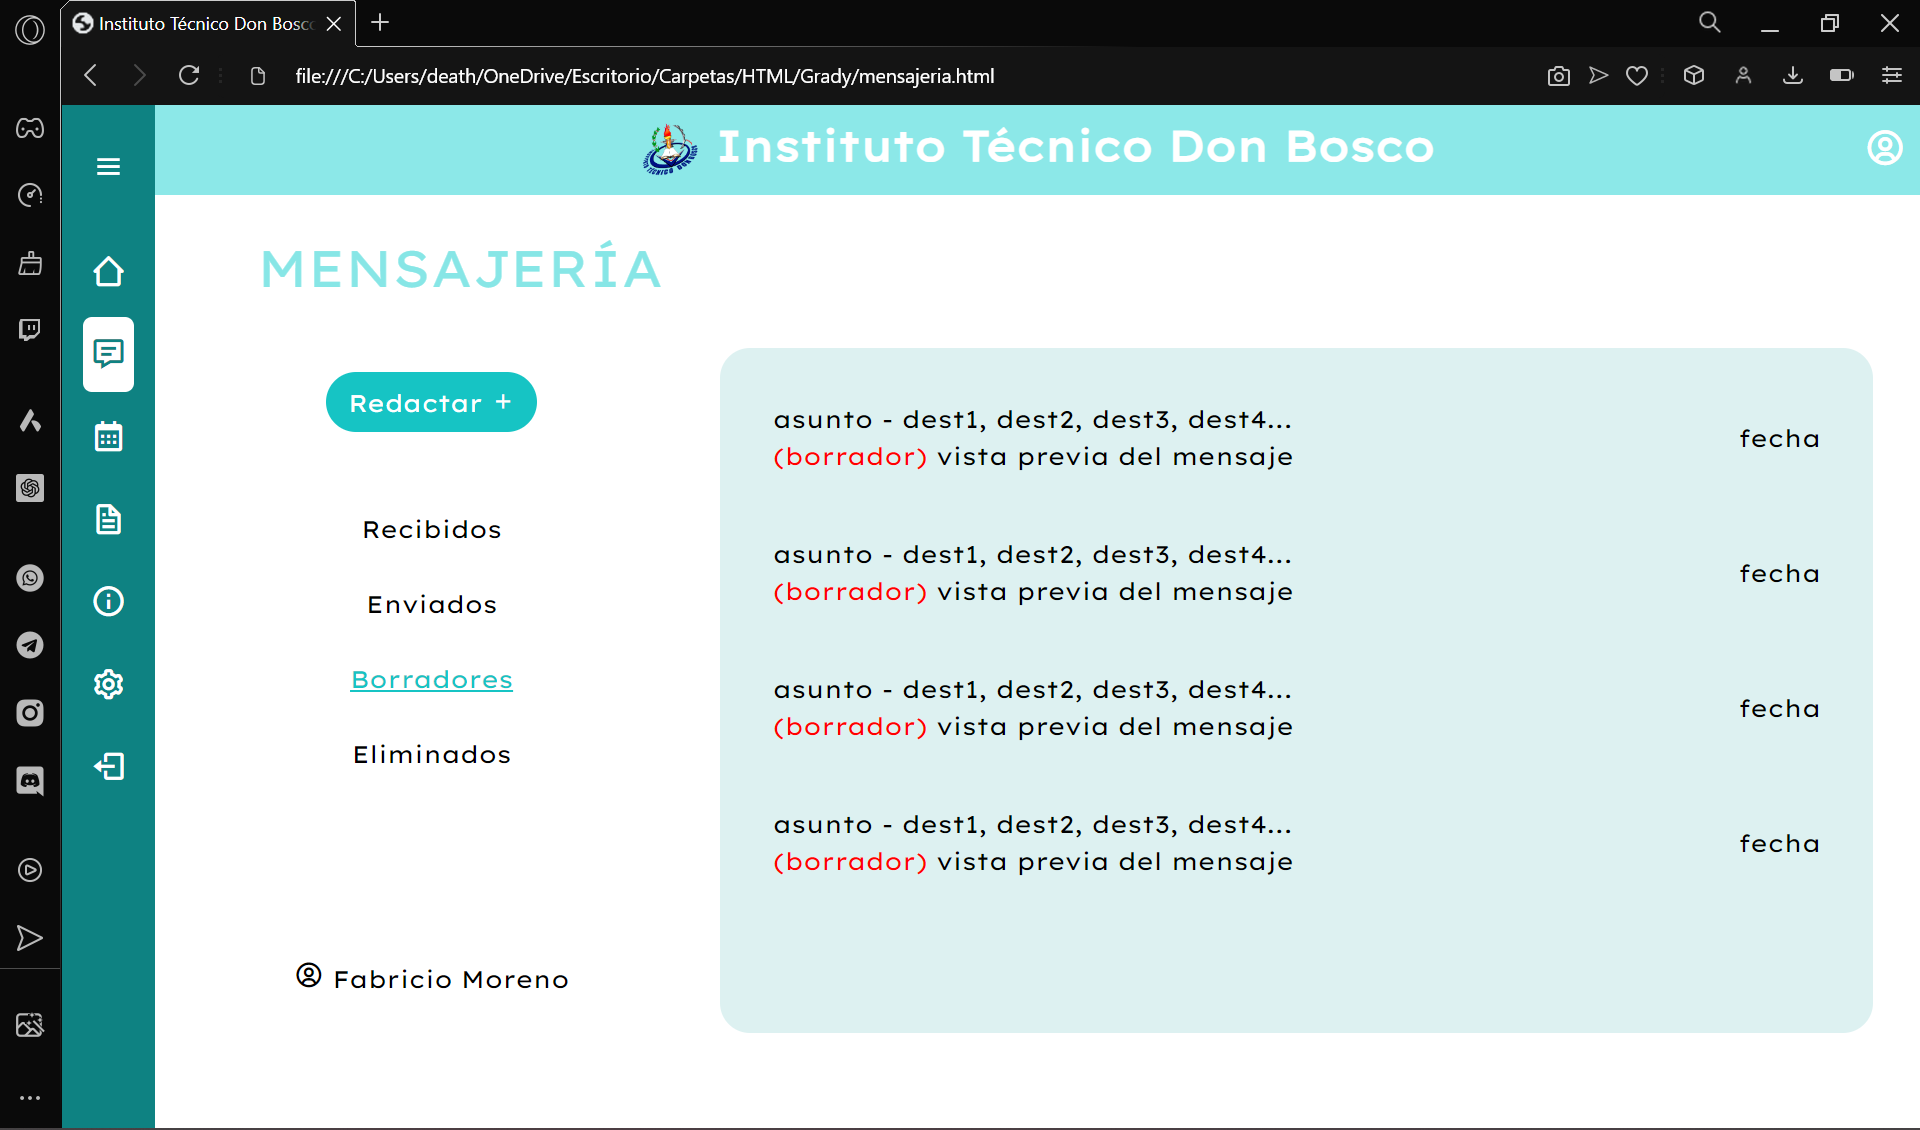 Instituto Técnico Don Bosc
file:///C:/Users/death/OneDrive/Escritorio/Carpetas/HTML/Grady/mensajeria.html
Instituto Técnico Don Bosco
MENSAJERÍA
Redactar +
Recibidos
Enviados
Borradores
Eliminados
Fabricio Moreno
asunto - dest1, dest2, dest3, dest4...
(borrador) vista previa del mensaje
fecha
asunto - dest1, dest2, dest3, dest4...
(borrador) vista previa del mensaje
fecha
asunto - dest1, dest2, dest3, dest4...
(borrador) vista previa del mensaje
fecha
asunto - dest1, dest2, dest3, dest4...
(borrador) vista previa del mensaje
fecha